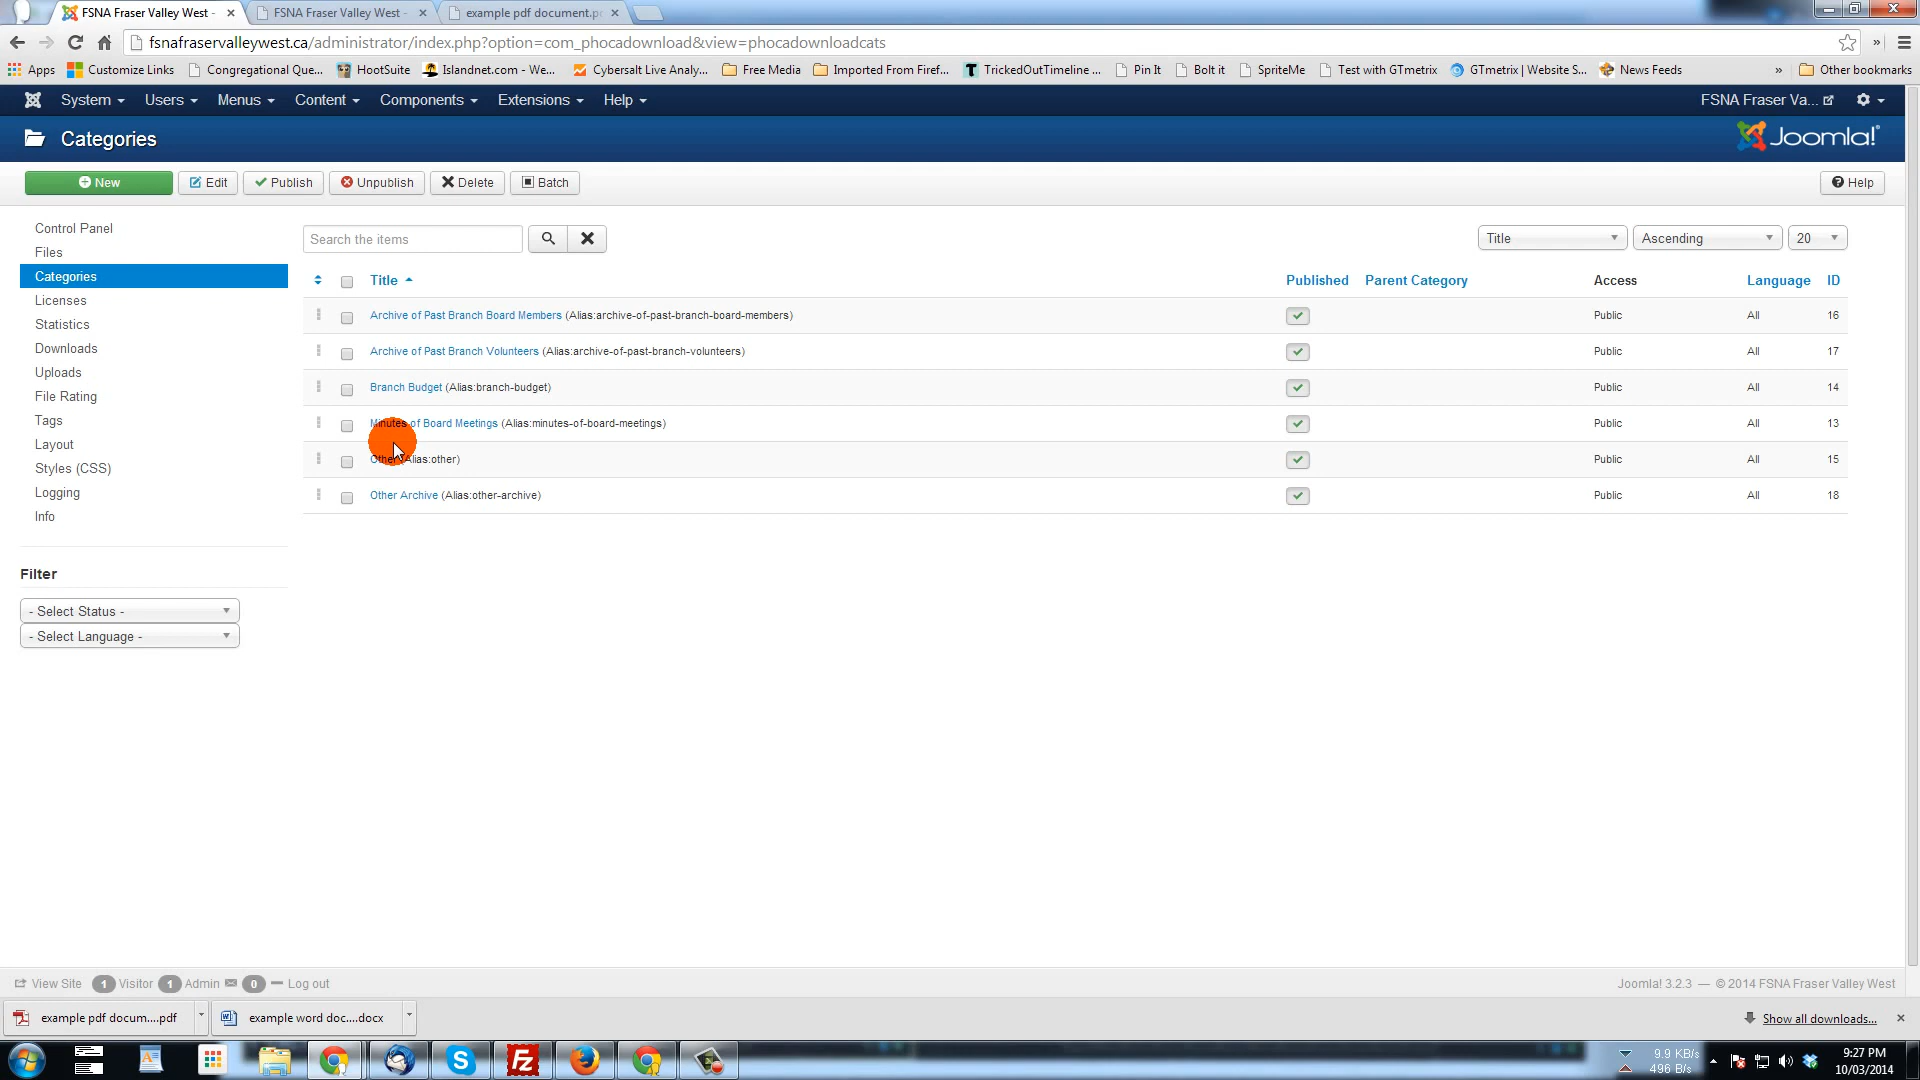 FSNA Fraser Valley West -
FSNA Fraser Valley West -
example pdf document.p
fsnafraservalleywest.ca/administrator/index.php?option=com_phocadownload&view=phocadownloadcats
Apps
Customize Links
Congregational Que...
HootSuite
Islandnet.com - We...
Cybersalt Live Analy...
Free Media
Imported From Firef...
TrickedOutTimeline ...
Pin It
Bolt it
SpriteMe
Test with GTmetrix
GTmetrix | Website S...
News Feeds
»
Other bookmarks
System Users Menus Content Components Extensions Help
FSNA Fraser Va...
Categories
Joomla!
New Edit Publish Unpublish Delete Batch
Help
Control Panel
Files
Categories
Licenses
Statistics
Downloads
Uploads
File Rating
Tags
Layout
Styles (CSS)
Logging
Info
Filter
- Select Status -
- Select Language -
Search the items
Title Ascending 20
Title Published Parent Category Access Language ID
Archive of Past Branch Board Members (Alias:archive-of-past-branch-board-members) Public All 16
Archive of Past Branch Volunteers (Alias:archive-of-past-branch-volunteers) Public All 17
Branch Budget (Alias:branch-budget) Public All 14
Minutes of Board Meetings (Alias:minutes-of-board-meetings) Public All 13
Other (Alias:other) Public All 15
Other Archive (Alias:other-archive) Public All 18
View Site 1 Visitor 1 Admin 0 Log out
Joomla! 3.2.3 — © 2014 FSNA Fraser Valley West
example pdf docum....pdf
example word doc....docx
Show all downloads...
9.9 KB/s
496 B/s
9:27 PM
10/03/2014